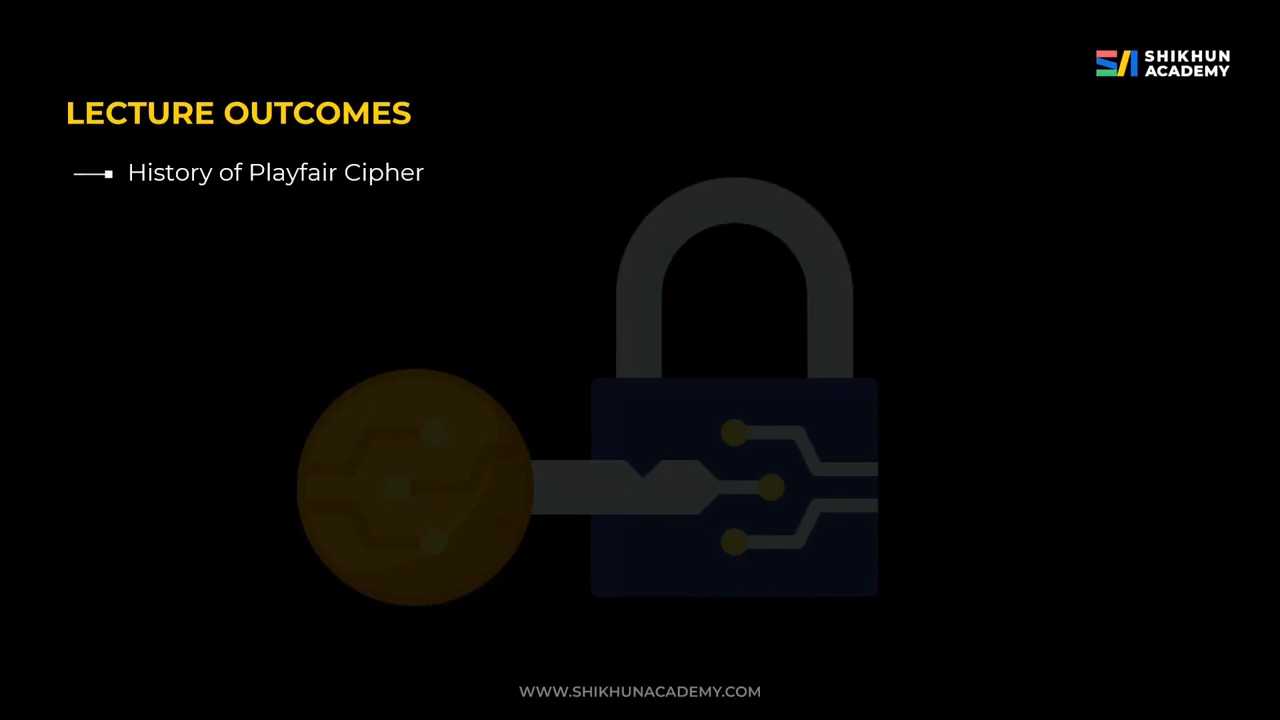 SHIKHUN
ACADEMY
LECTURE OUTCOMES
History of Playfair Cipher
WWW.SHIKHUNACADEMY.COM